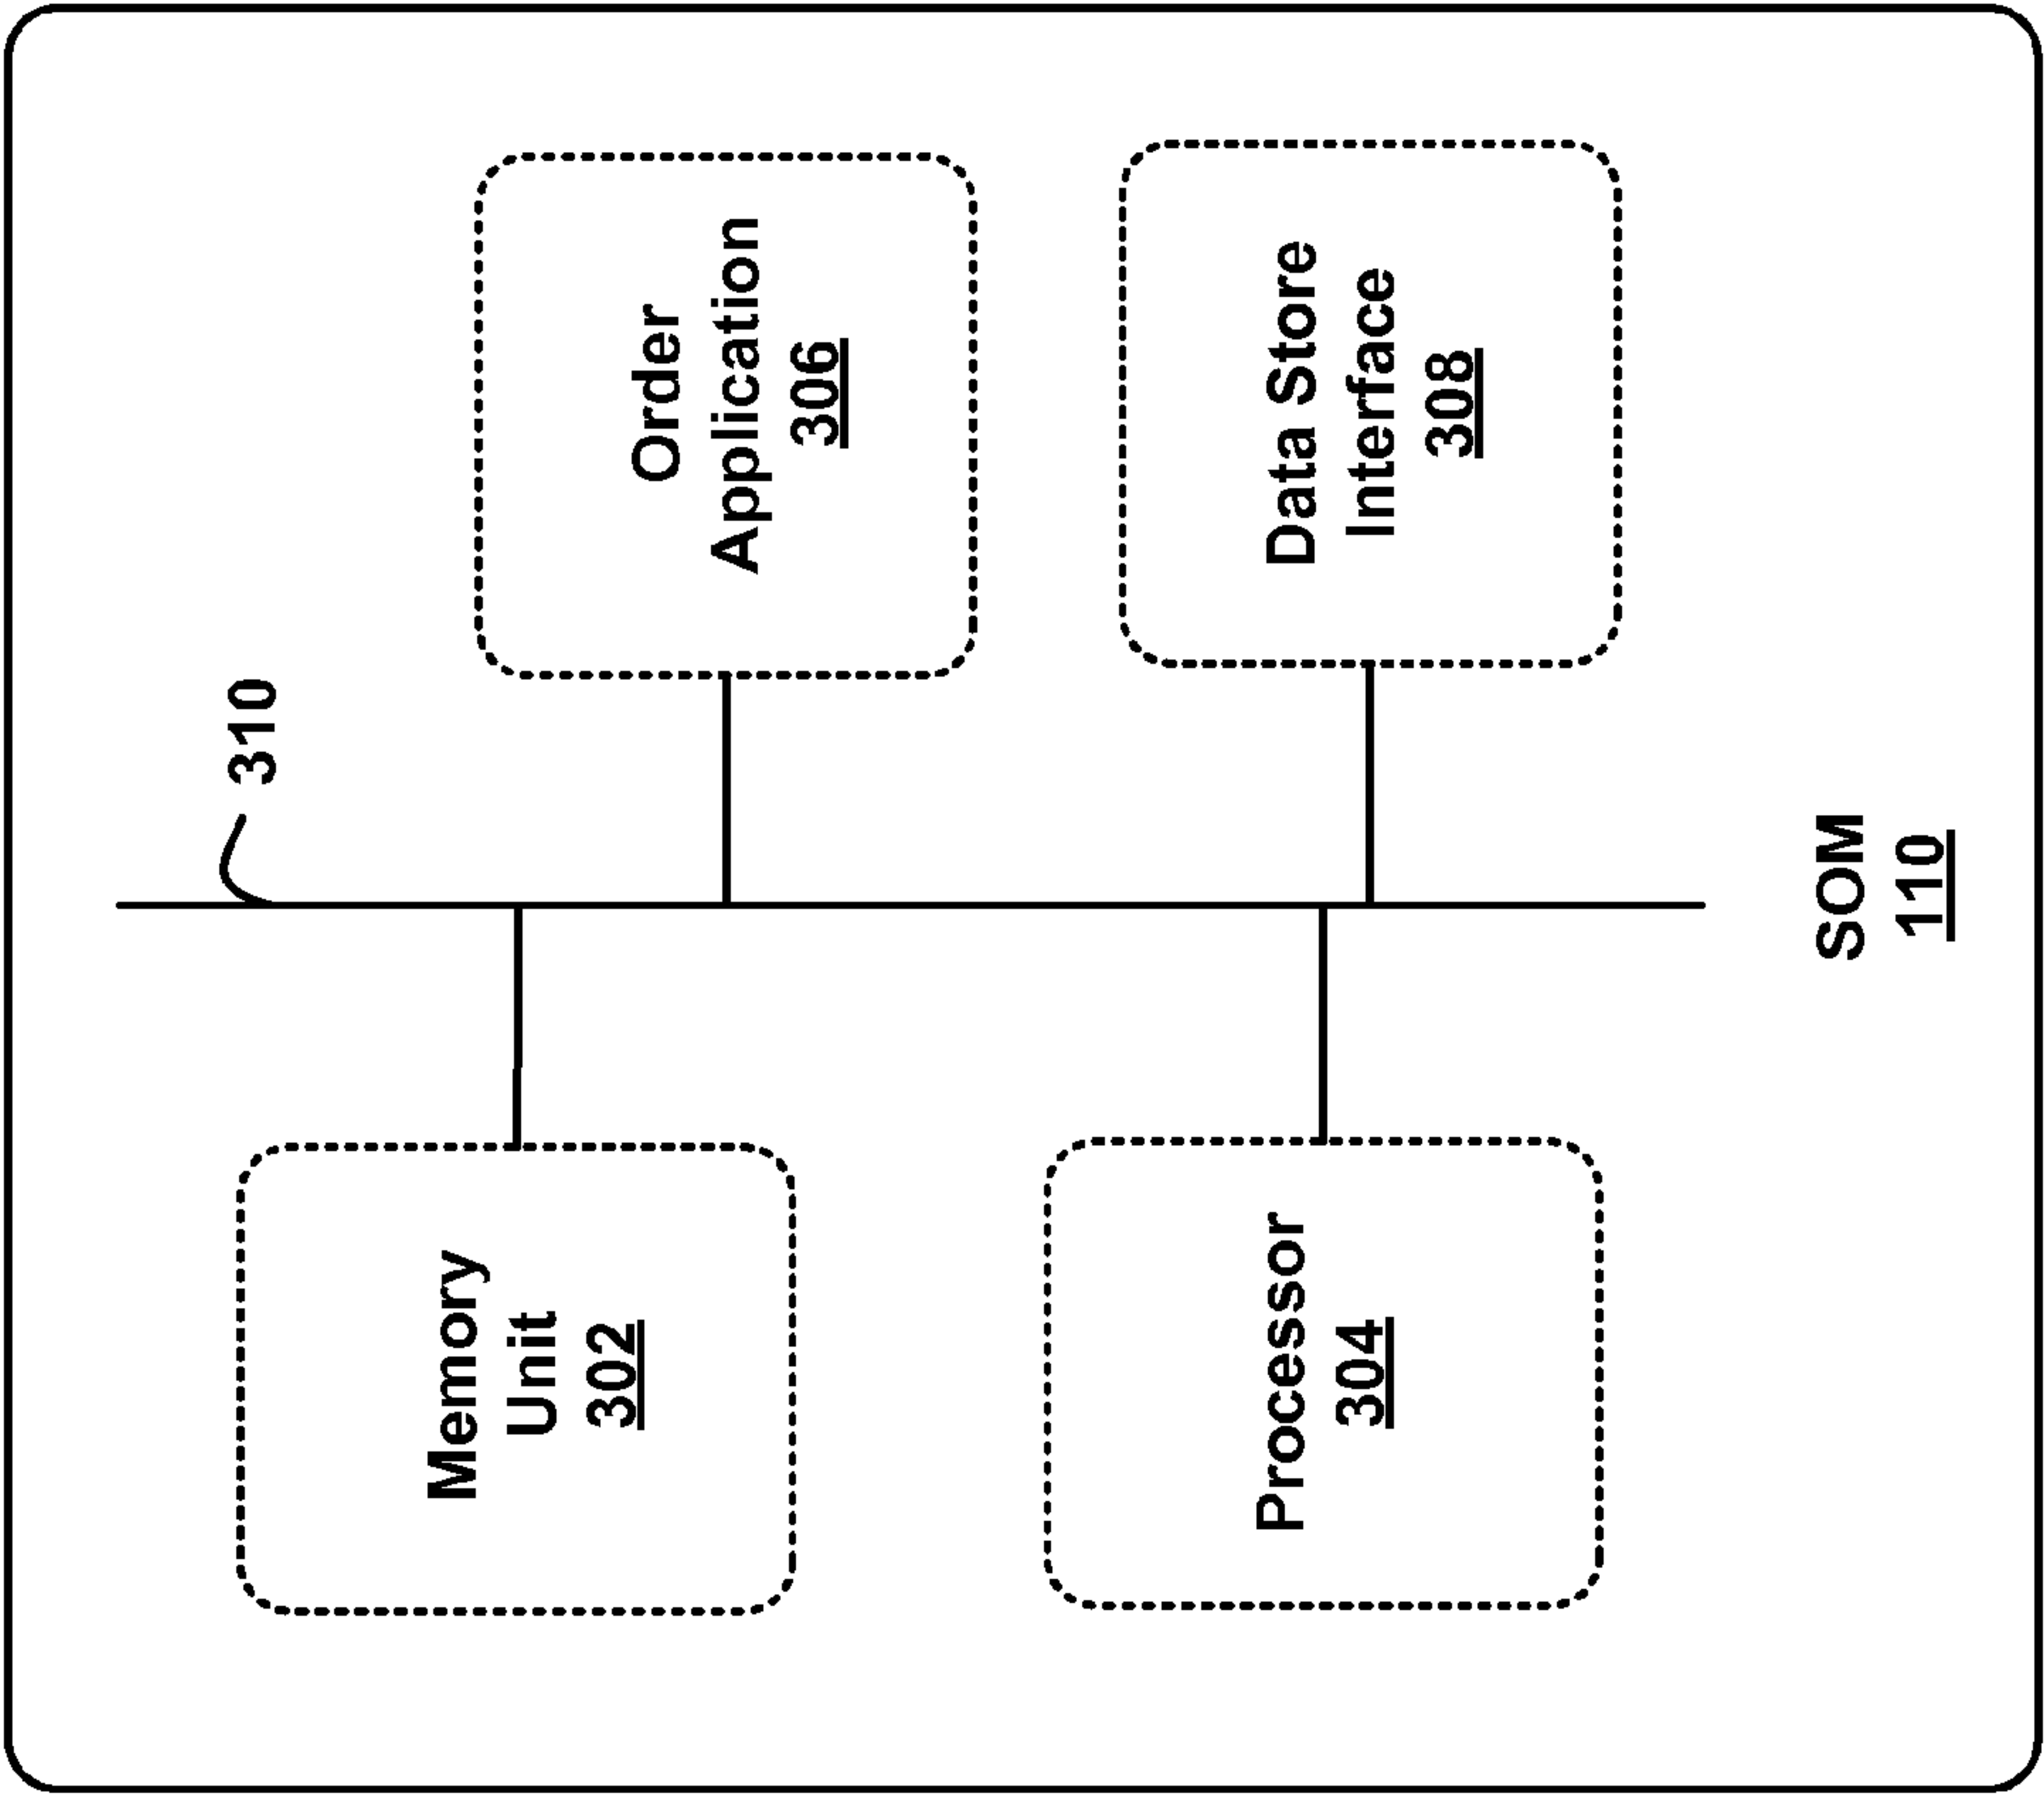 310
Memory
Unit
302
Order
Application
306
Processor
304
Data Store
Interface
308
SOM
110